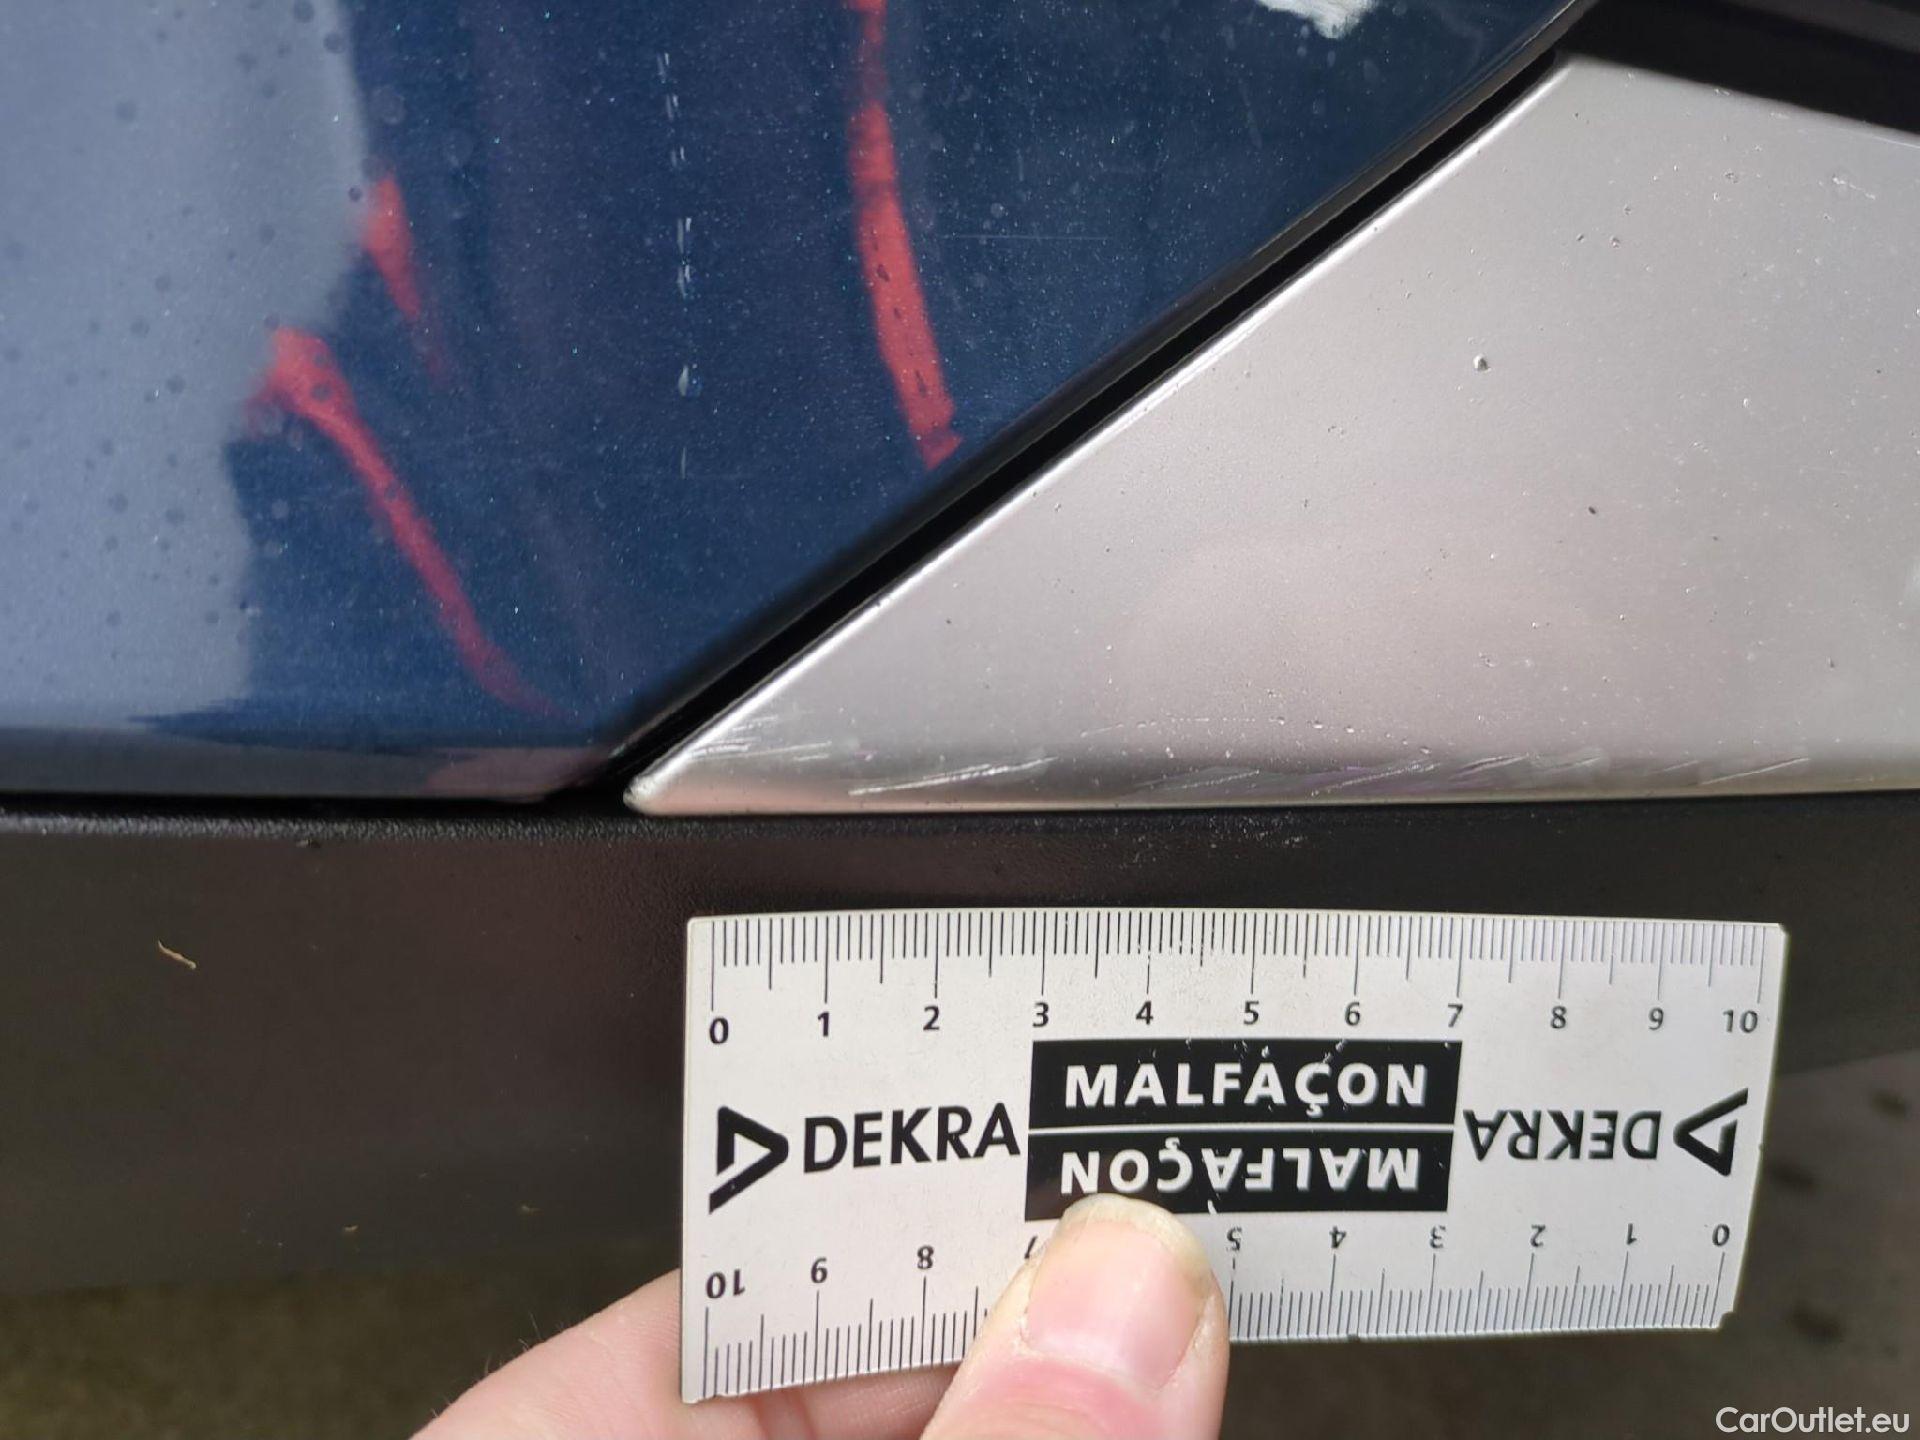 0 1 2 3 4 5 6 7 8 9 10
MALFAÇON
DEKRA
DEKRA
MALFAÇON
10 9 8 7 5 4 3 2 1 0
CarOutlet.eu